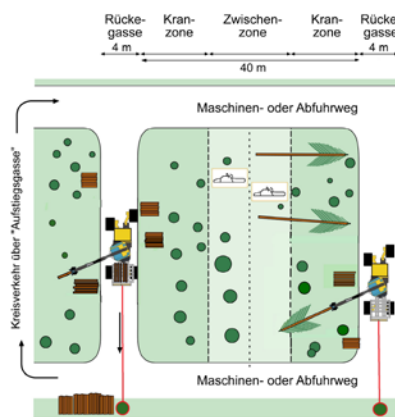 Rücke-
gasse
4 m
Kran-
zone
Zwischen-
zone
Kran-
zone
Rücke-
gasse
4 m
40 m
Maschinen- oder Abfuhrweg
Kreisverkehr über "Aufstiegsgasse"
Maschinen- oder Abfuhrweg